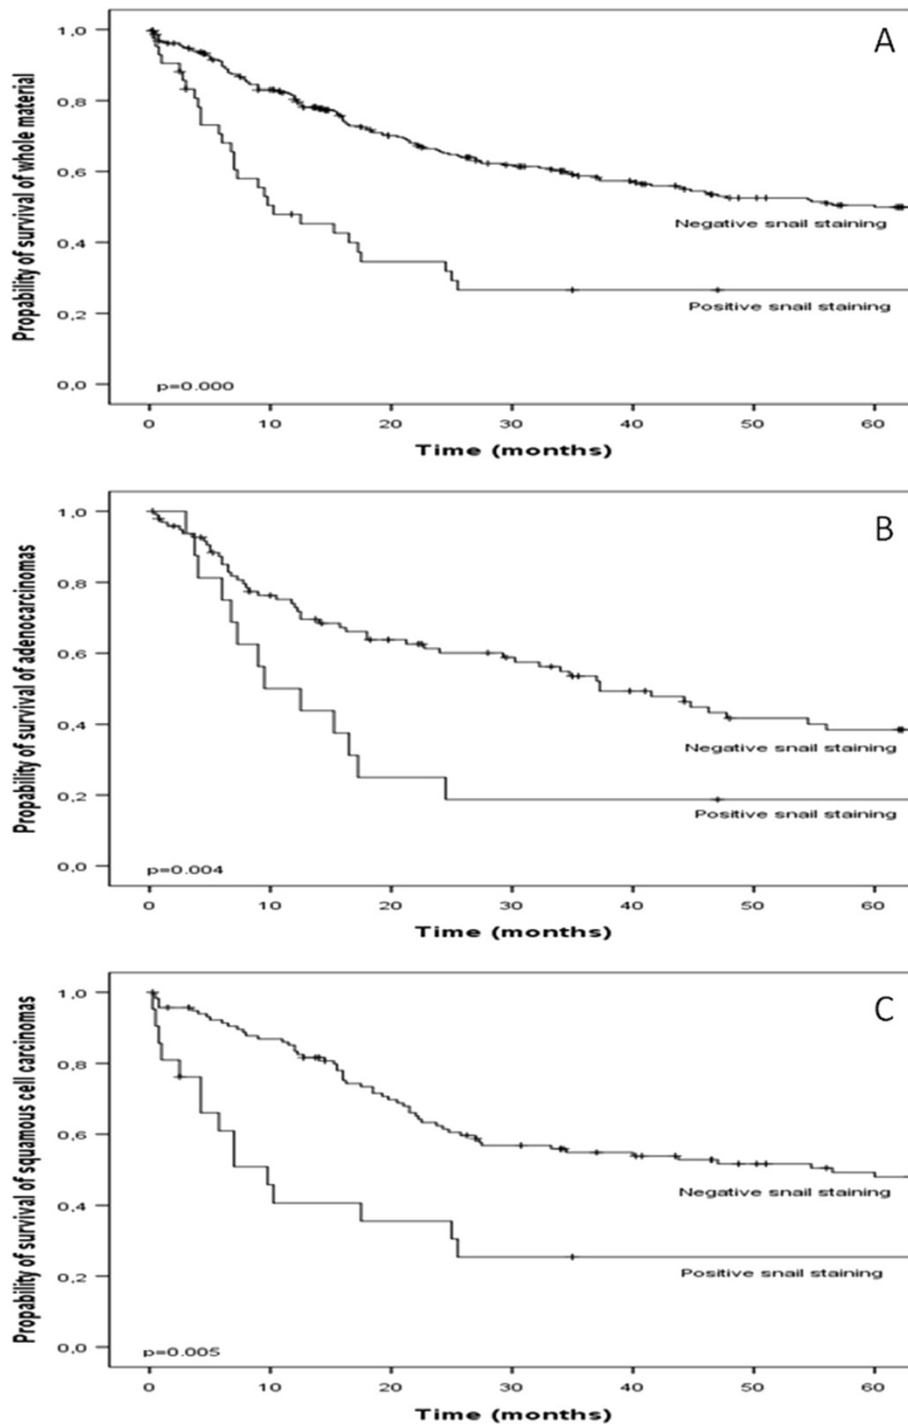 A
Propability of survival of whole material
1,0
0,8
0,6
0,4
0,2
0,0
Negative snail staining
Positive snail staining
p=0.000
0 10 20 30 40 50 60
Time (months)
B
Propability of survival of adenocarcinomas
1,0
0,8
0,6
0,4
0,2
0,0
Negative snail staining
Positive snail staining
p=0.004
0 10 20 30 40 50 60
Time (months)
C
Propability of survival of squamous cell carcinomas
1,0
0,8
0,6
0,4
0,2
0,0
Negative snail staining
Positive snail staining
p=0.005
0 10 20 30 40 50 60
Time (months)